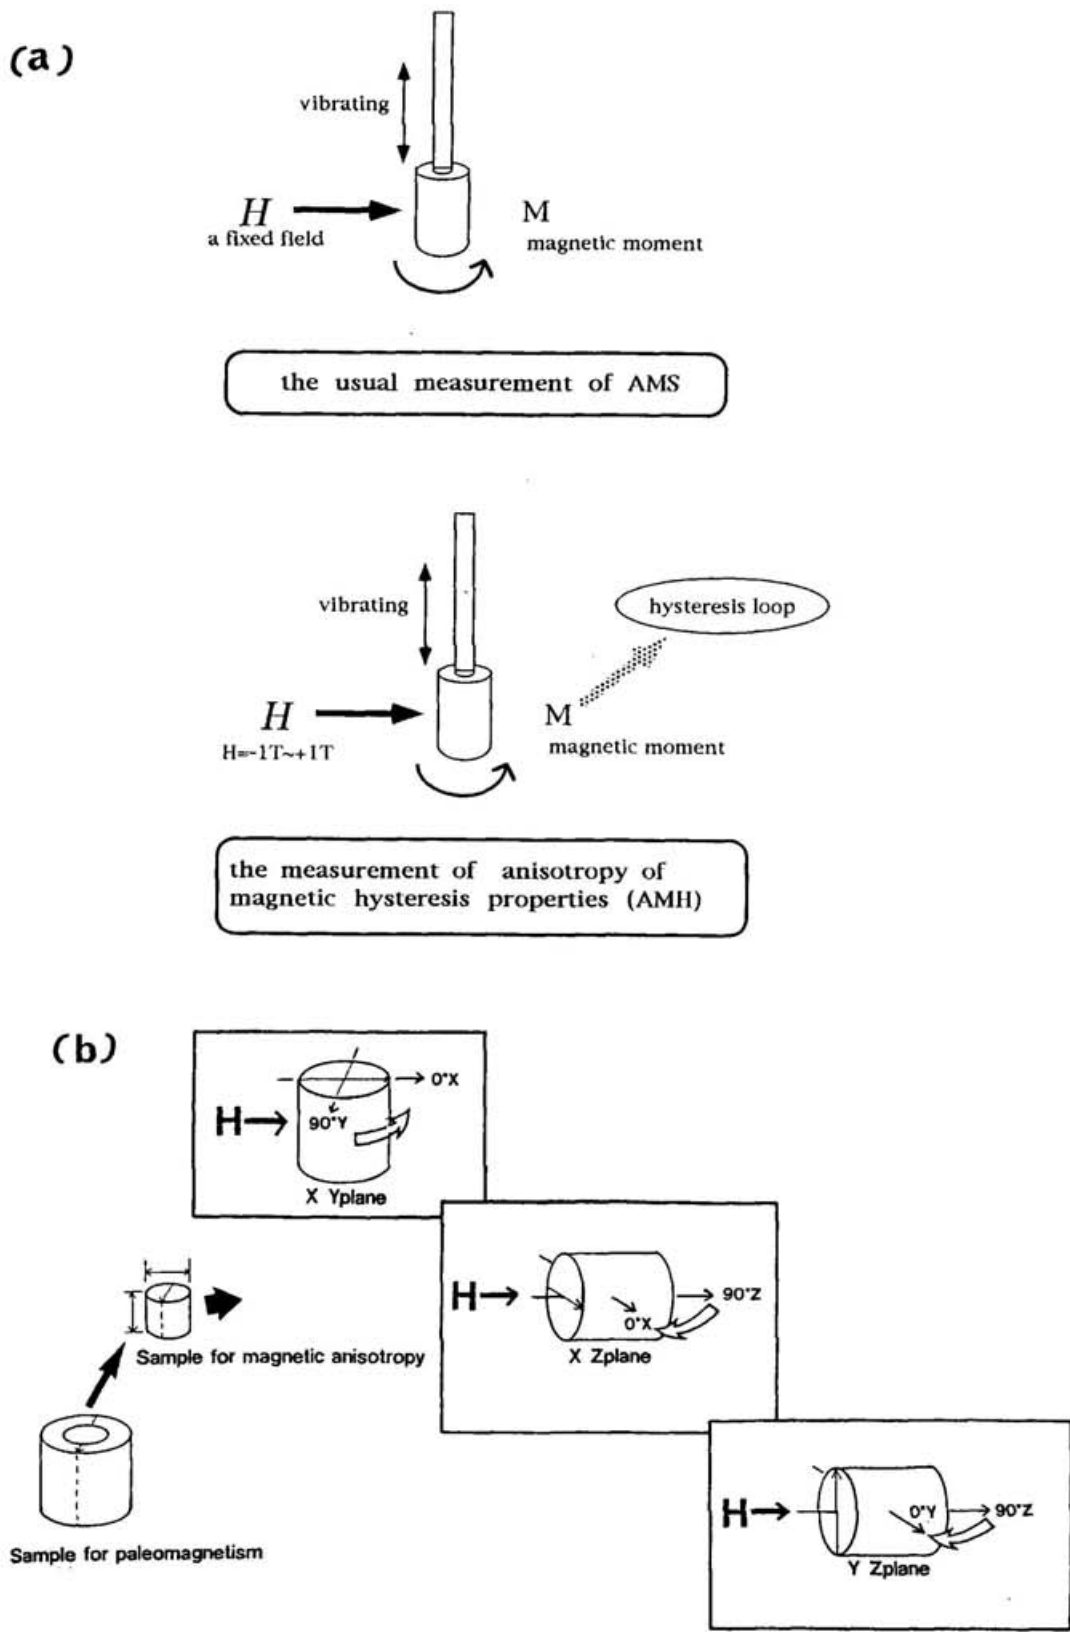 (a)
vibrating
H
a fixed field
M
magnetic moment
the usual measurement of AMS
vibrating
hysteresis loop
H
H=-1T~+1T
M
magnetic moment
the measurement of anisotropy of
magnetic hysteresis properties (AMH)
(b)
0°X
H
90°Y
X Yplane
H
90°Z
0°X
X Zplane
Sample for magnetic anisotropy
H
0°Y
90°Z
Y Zplane
Sample for paleomagnetism